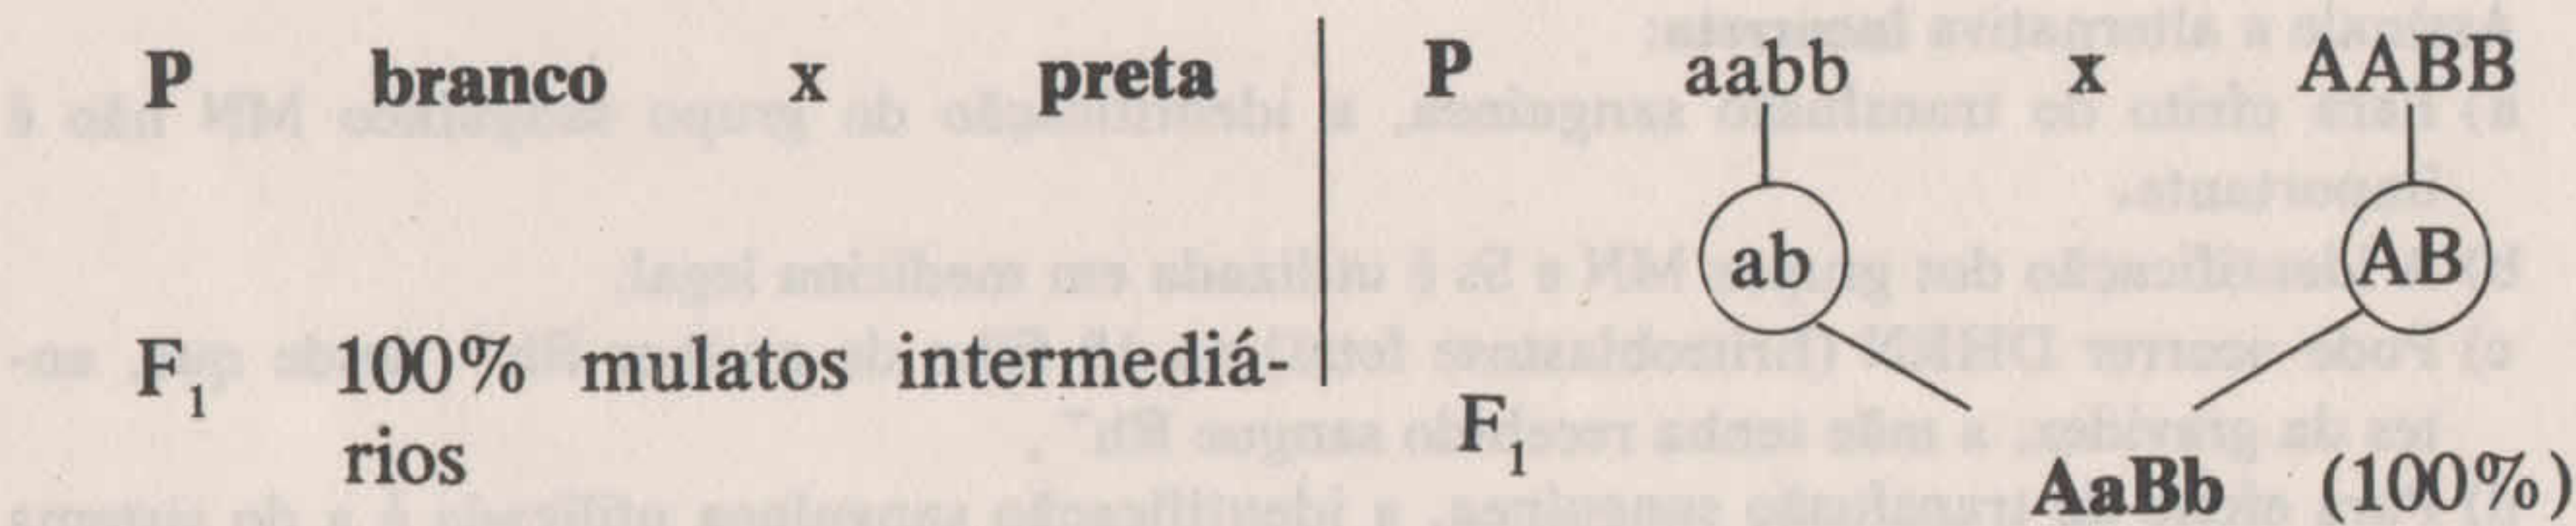 P branco x preta
F1 100% mulatos intermediá-
rios
P aabb x AABB
ab AB
F1
AaBb (100%)